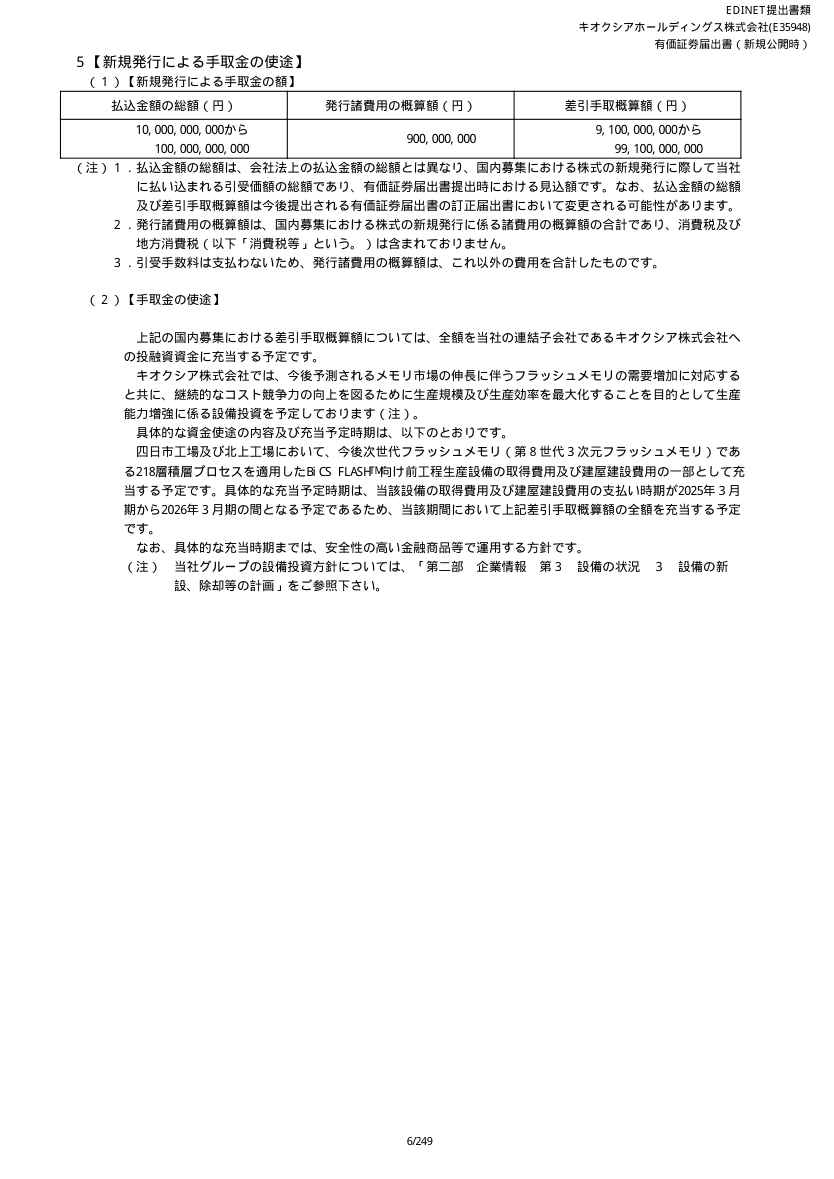 EDINET提出書類
キオクシアホールディングス株式会社(E35948)
有価証券届出書（新規公開時）
5【新規発行による手取金の使途】
（1）【新規発行による手取金の額】
払込金額の総額（円） 発行諸費用の概算額（円） 差引手取概算額（円）
10,000,000,000から
100,000,000,000 900,000,000 9,100,000,000から
99,100,000,000
（注）1．払込金額の総額は、会社法上の払込金額の総額とは異なり、国内募集における株式の新規発行に際して当社
に払い込まれる引受価額の総額であり、有価証券届出書提出時における見込額です。なお、払込金額の総額
及び差引手取概算額は今後提出される有価証券届出書の訂正届出書において変更される可能性があります。
2．発行諸費用の概算額は、国内募集における株式の新規発行に係る諸費用の概算額の合計であり、消費税及び
地方消費税（以下「消費税等」という。）は含まれておりません。
3．引受手数料は支払わないため、発行諸費用の概算額は、これ以外の費用を合計したものです。
（2）【手取金の使途】
上記の国内募集における差引手取概算額については、全額を当社の連結子会社であるキオクシア株式会社へ
の投融資資金に充当する予定です。
キオクシア株式会社では、今後予測されるメモリ市場の伸長に伴うフラッシュメモリの需要増加に対応する
と共に、継続的なコスト競争力の向上を図るために生産規模及び生産効率を最大化することを目的として生産
能力増強に係る設備投資を予定しております（注）。
具体的な資金使途の内容及び充当予定時期は、以下のとおりです。
四日市工場及び北上工場において、今後次世代フラッシュメモリ（第8世代3次元フラッシュメモリ）であ
る218層積層プロセスを適用したBiCS FLASH™向け前工程生産設備の取得費用及び建屋建設費用の一部として充
当する予定です。具体的な充当予定時期は、当該設備の取得費用及び建屋建設費用の支払い時期が2025年3月
期から2026年3月期の間となる予定であるため、当該期間において上記差引手取概算額の全額を充当する予定
です。
なお、具体的な充当時期までは、安全性の高い金融商品等で運用する方針です。
（注） 当社グループの設備投資方針については、「第二部 企業情報 第3 設備の状況 3 設備の新
設、除却等の計画」をご参照下さい。
6/249